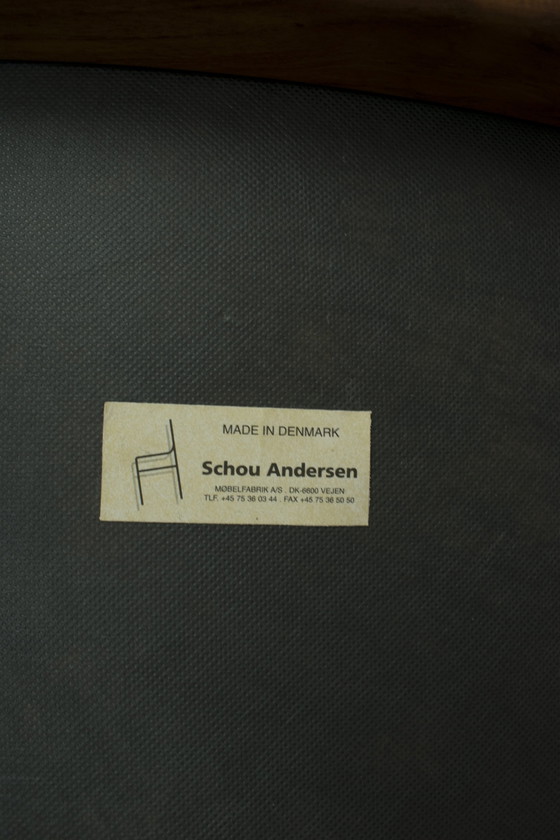 MADE IN DENMARK
Schou Andersen
MØBELFABRIK A/S . DK-6600 VEJEN
TLF. +45 75 36 03 44 . FAX +45 75 36 50 50